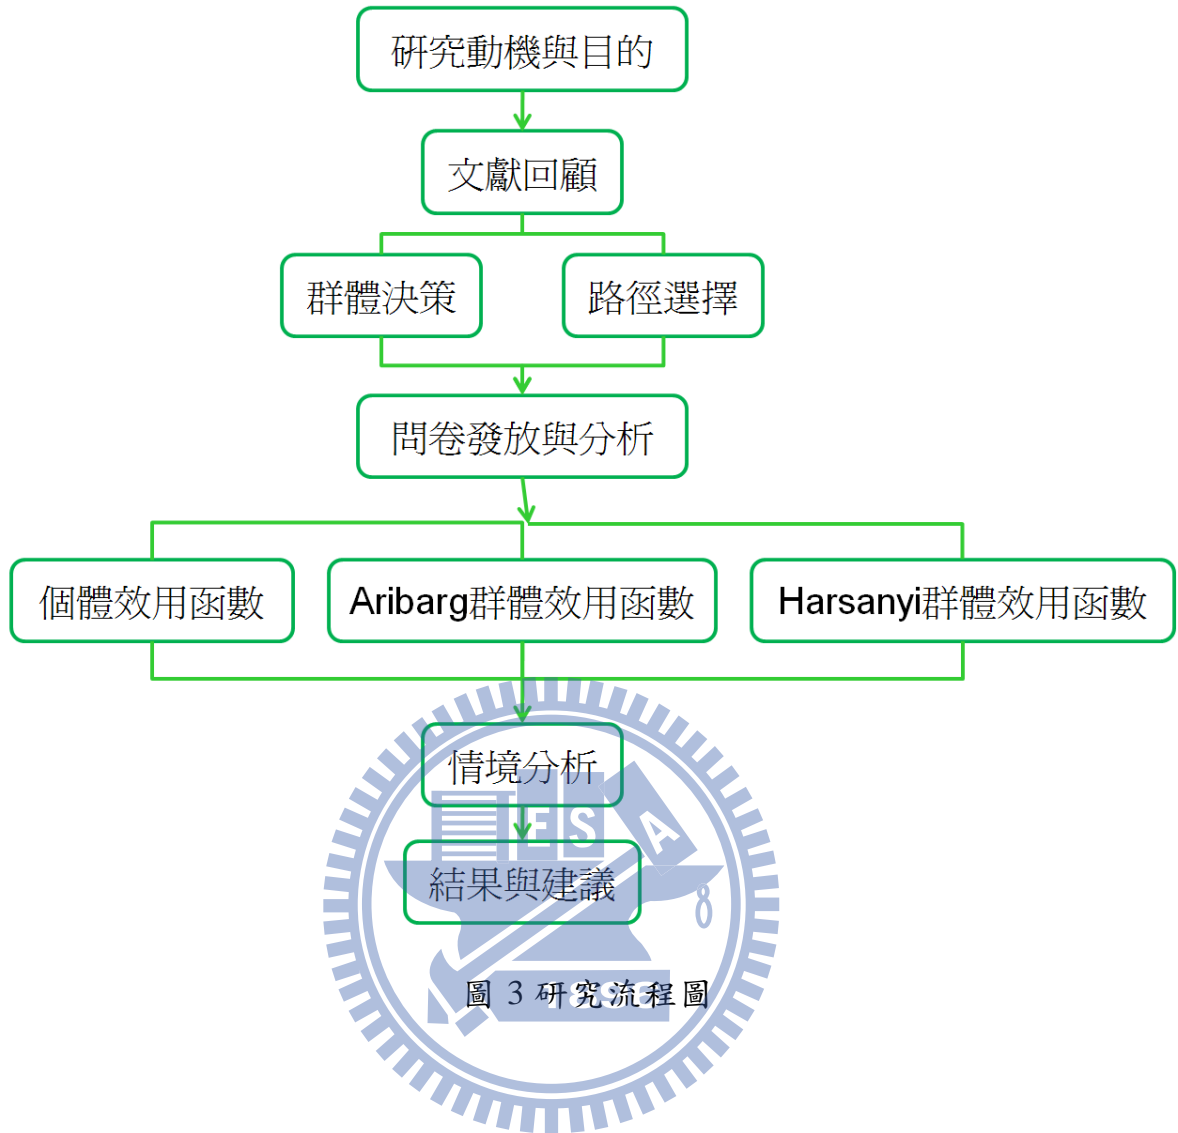 研究動機與目的
文獻回顧
群體決策
路徑選擇
問卷發放與分析
個體效用函數
Aribarg群體效用函數
Harsanyi群體效用函數
情境分析
E S A
結果與建議
1896
圖 3 研究流程圖